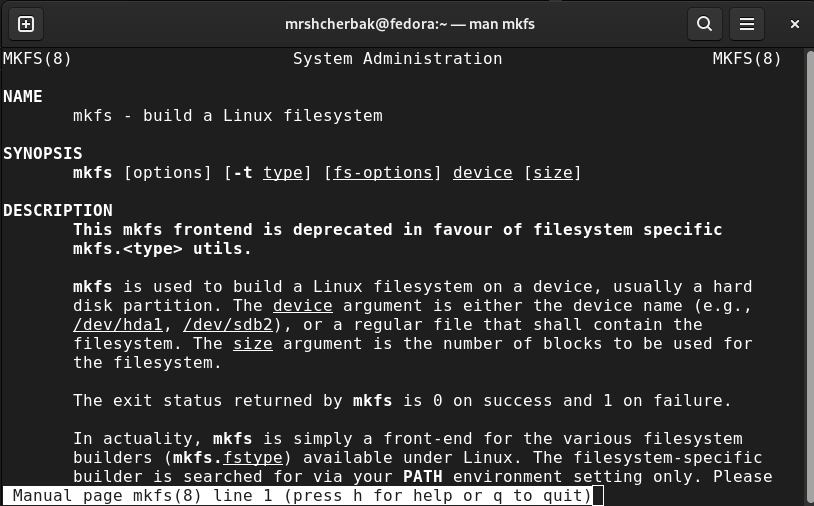 mrshcherbak@fedora:~ — man mkfs
MKFS(8) System Administration MKFS(8)
NAME
mkfs - build a Linux filesystem
SYNOPSIS
mkfs [options] [-t type] [fs-options] device [size]
DESCRIPTION
This mkfs frontend is deprecated in favour of filesystem specific
mkfs.<type> utils.
mkfs is used to build a Linux filesystem on a device, usually a hard
disk partition. The device argument is either the device name (e.g.,
/dev/hda1, /dev/sdb2), or a regular file that shall contain the
filesystem. The size argument is the number of blocks to be used for
the filesystem.
The exit status returned by mkfs is 0 on success and 1 on failure.
In actuality, mkfs is simply a front-end for the various filesystem
builders (mkfs.fstype) available under Linux. The filesystem-specific
builder is searched for via your PATH environment setting only. Please
Manual page mkfs(8) line 1 (press h for help or q to quit)